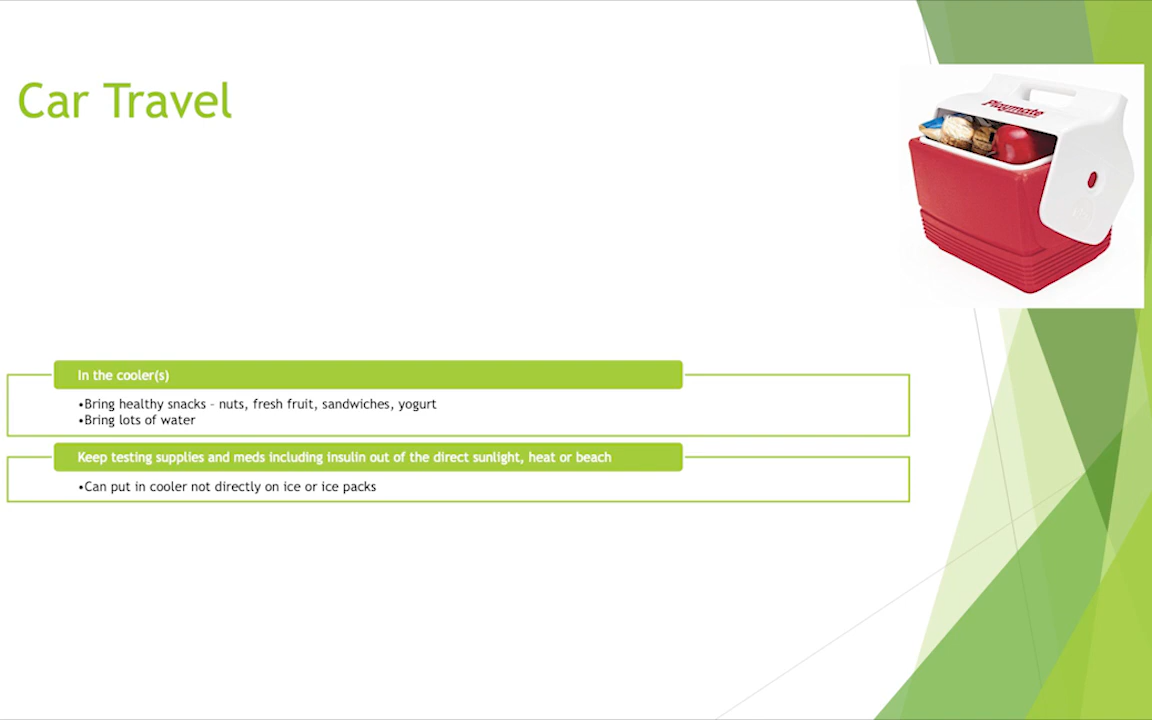 Car Travel
Playmate
In the cooler(s)
•Bring healthy snacks – nuts, fresh fruit, sandwiches, yogurt
•Bring lots of water
Keep testing supplies and meds including insulin out of the direct sunlight, heat or beach
•Can put in cooler not directly on ice or ice packs